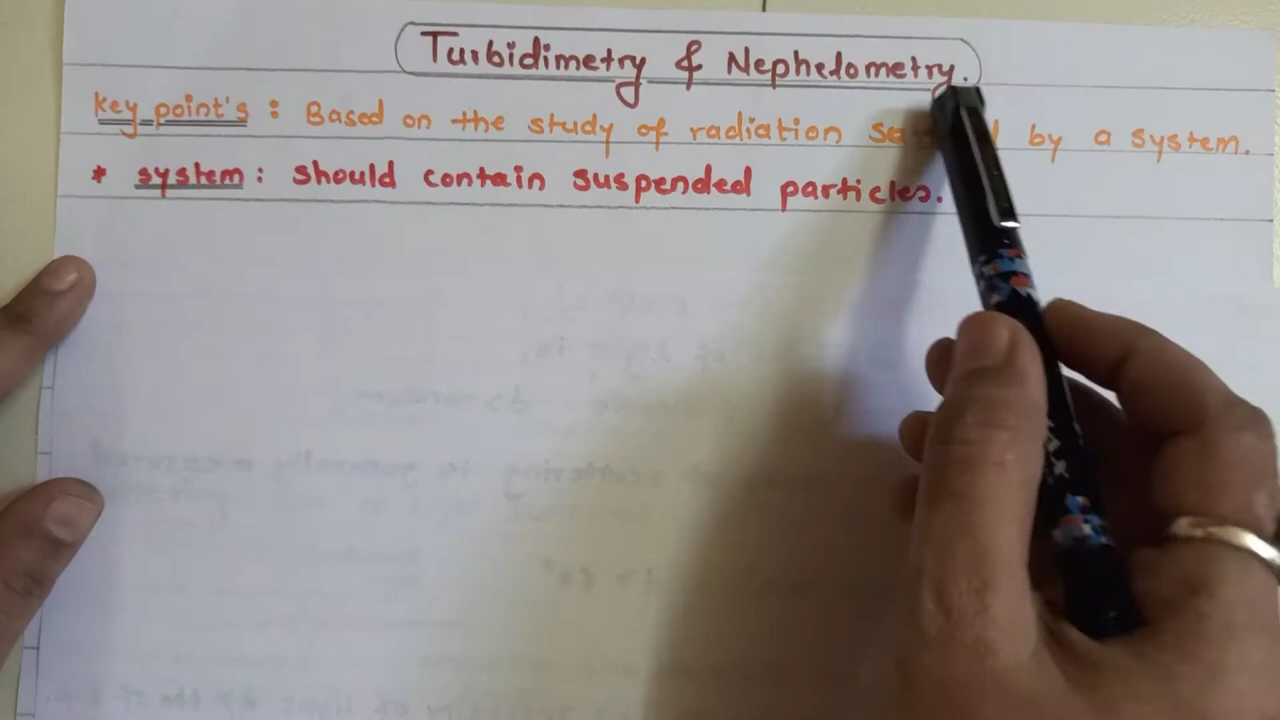 Turbidimetry & Nephelometry.
key point's : Based on the study of radiation by a system.
* system : should contain suspended particles.